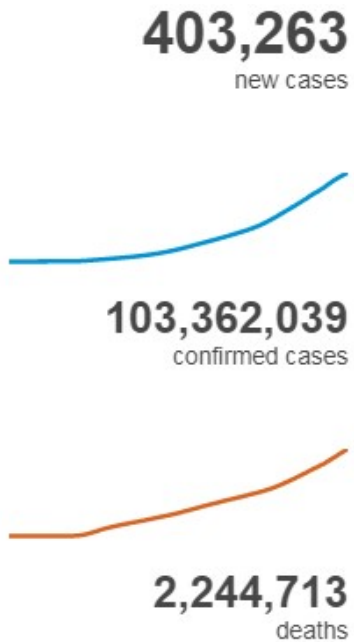 403,263
new cases
103,362,039
confirmed cases
2,244,713
deaths